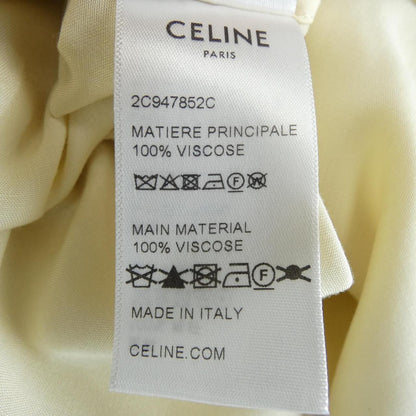 CELINE
PARIS
2C947852C
MATIERE PRINCIPALE
100% VISCOSE
MAIN MATERIAL
100% VISCOSE
MADE IN ITALY
CELINE.COM